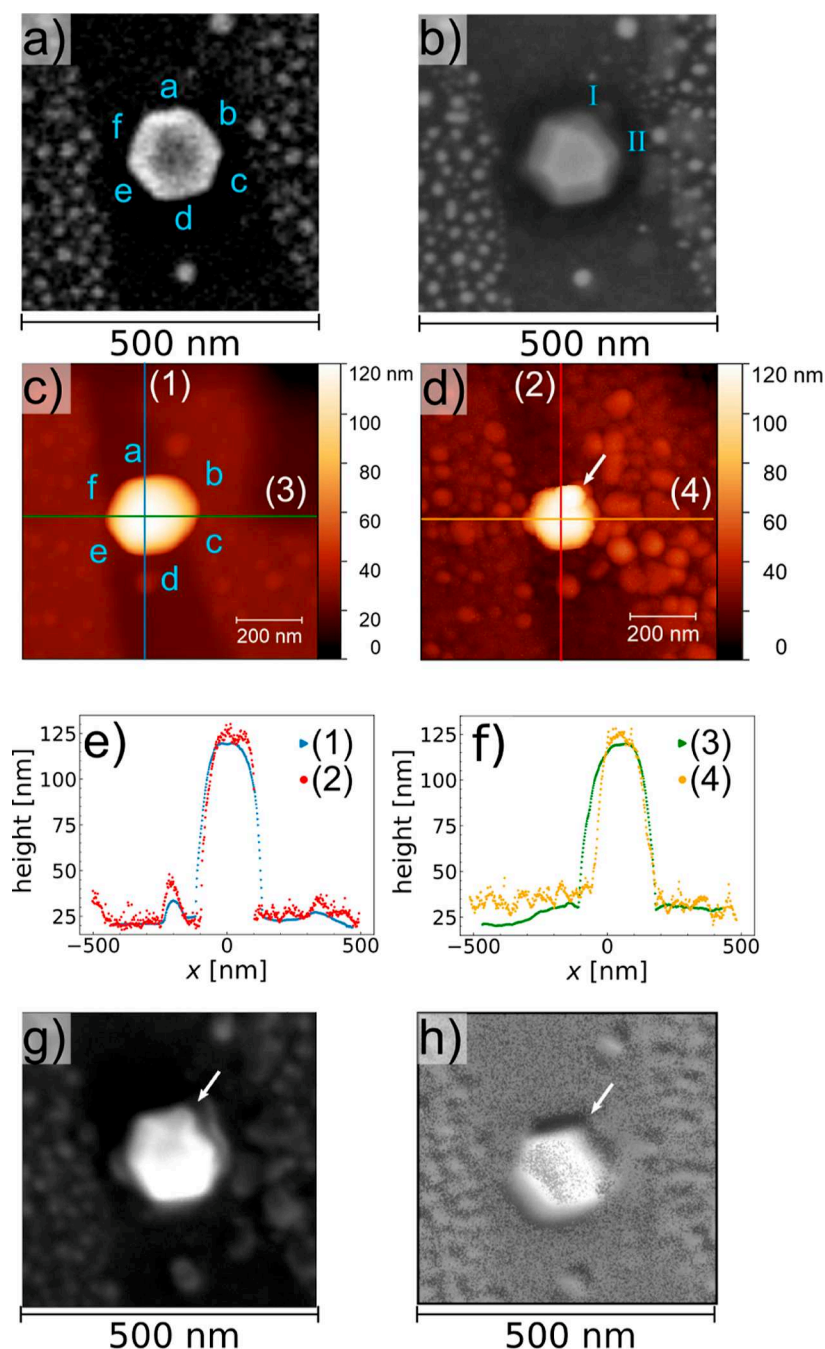 a)
a
b
c
d
e
f
500 nm
b)
I
II
500 nm
c)
(1)
a
b
f
(3)
e
c
d
200 nm
120 nm
100
80
60
40
20
0
d)
(2)
(4)
200 nm
120 nm
100
80
60
40
20
0
e)
(1)
(2)
height [nm]
125
100
75
50
25
−500
0
500
x [nm]
f)
(3)
(4)
height [nm]
125
100
75
50
25
−500
0
500
x [nm]
g)
500 nm
h)
500 nm